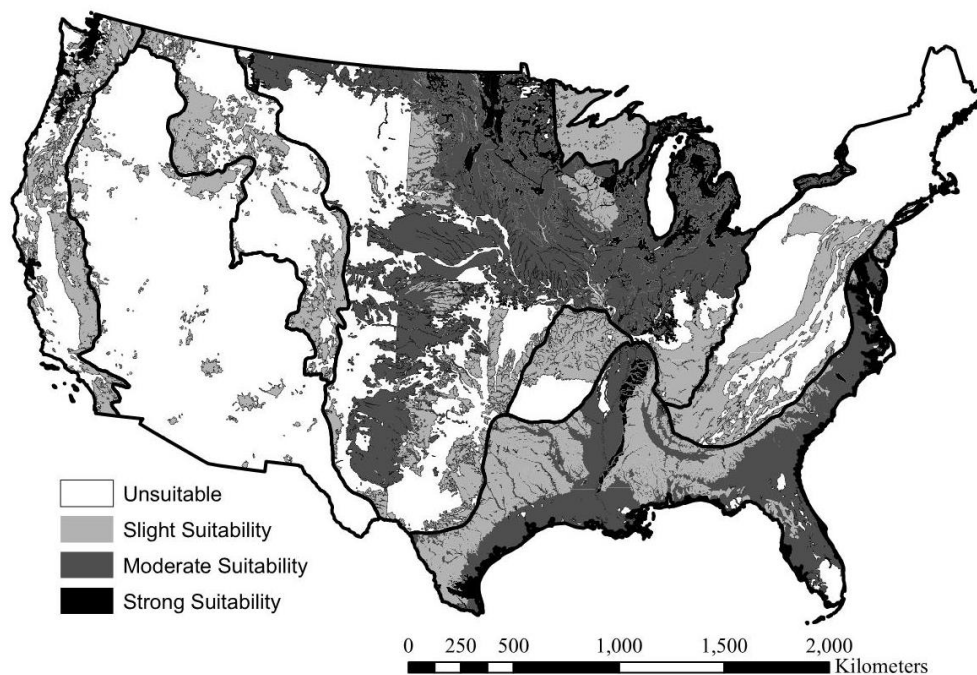 Unsuitable
Slight Suitability
Moderate Suitability
Strong Suitability
0 250 500 1,000 1,500 2,000
Kilometers